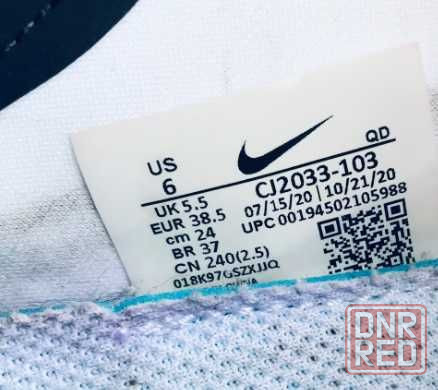 US
6
QD
CJ2033-103
UK 5.5
07/15/20 | 10/21/20
EUR 38.5
UPC 00194502105988
cm 24
BR 37
CN 240(2.5)
018K97GSZXJJQ
DNR
RED